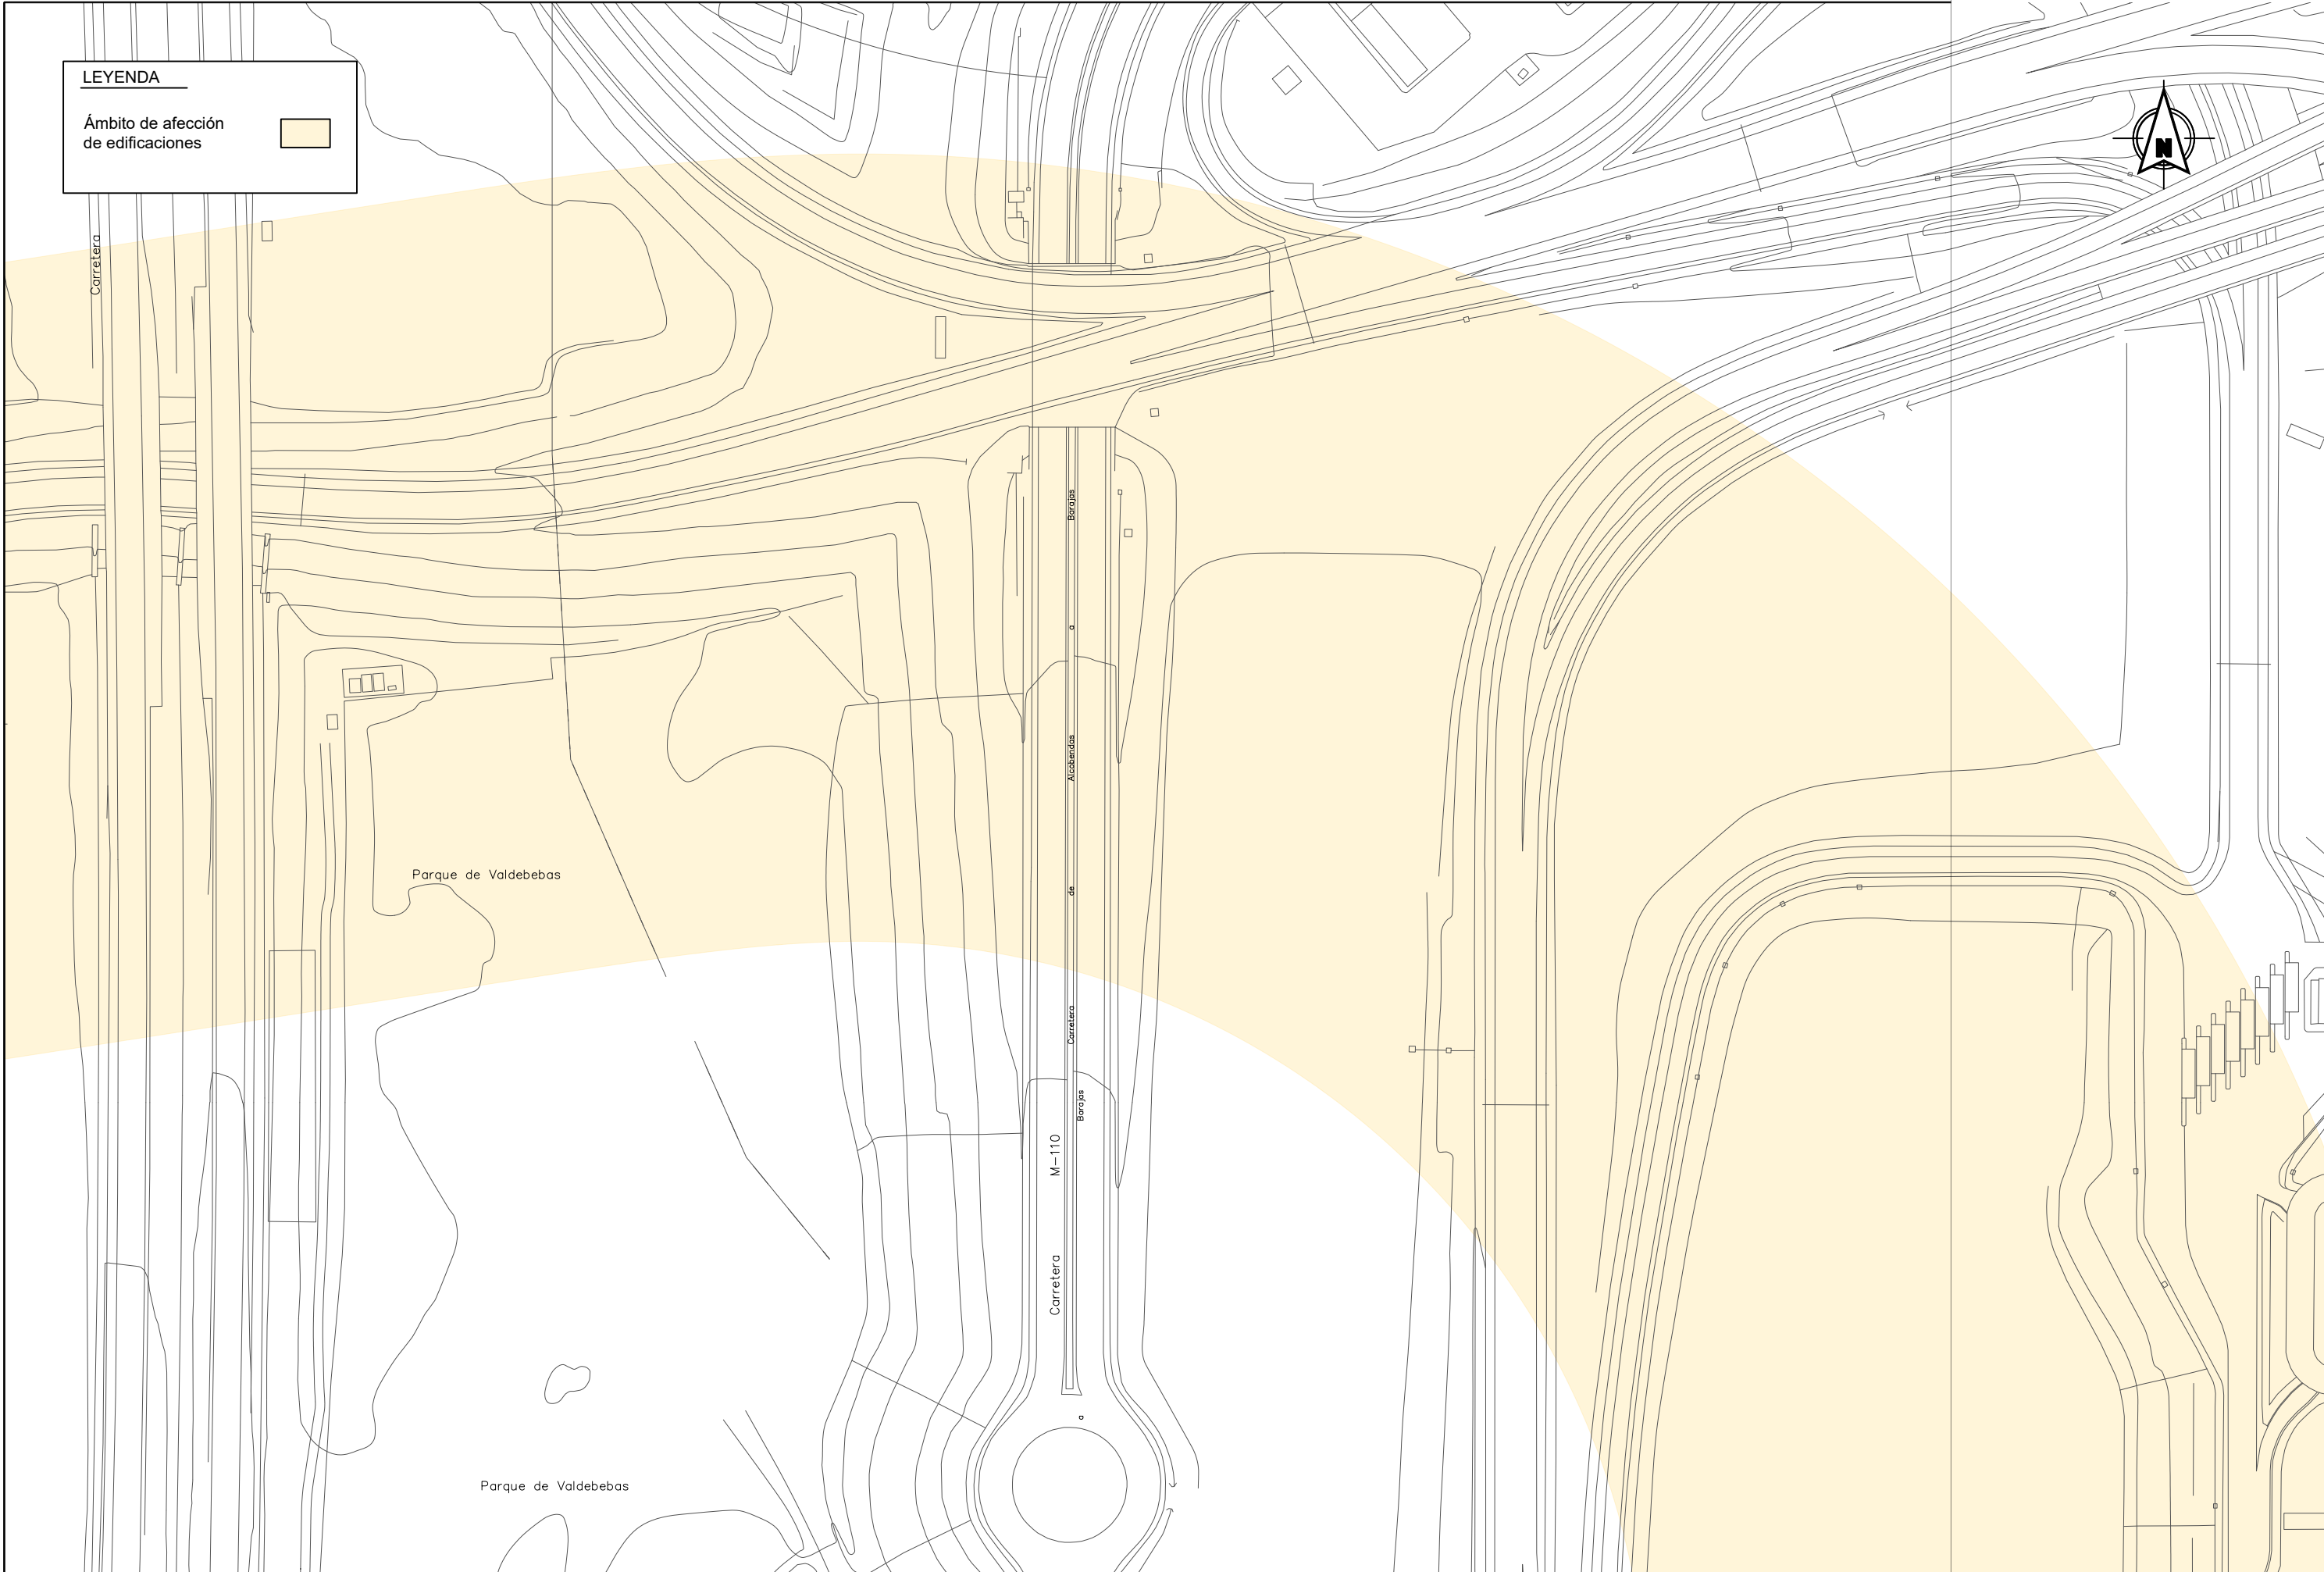 LEYENDA
Ámbito de afección
de edificaciones
N
Carretera
Barajas
a
Alcobendas
de
Carretera
Barajas
a
Carretera M-110
Parque de Valdebebas
Parque de Valdebebas